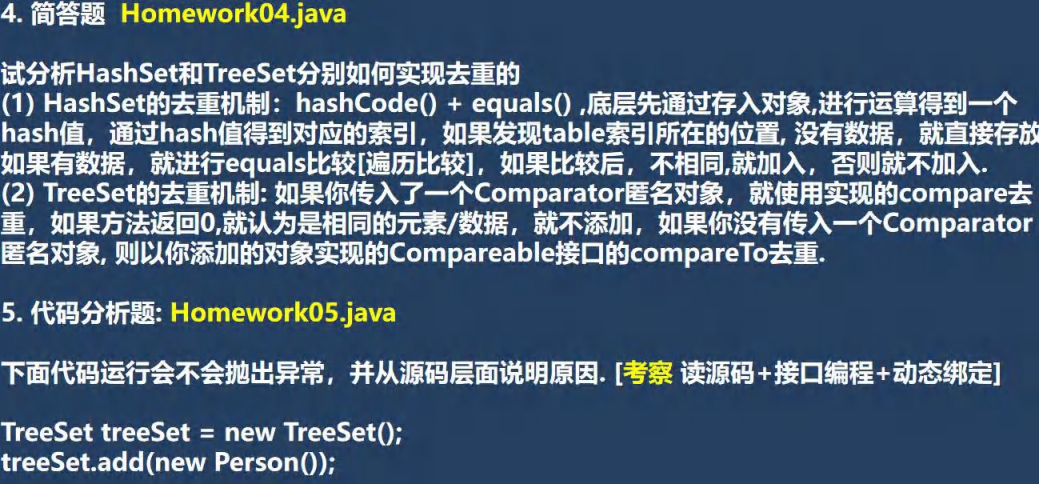 4. 简答题  Homework04.java
试分析HashSet和TreeSet分别如何实现去重的
(1) HashSet的去重机制：hashCode() + equals() ,底层先通过存入对象,进行运算得到一个
hash值，通过hash值得到对应的索引，如果发现table索引所在的位置, 没有数据，就直接存放
如果有数据，就进行equals比较[遍历比较]，如果比较后，不相同,就加入，否则就不加入.
(2) TreeSet的去重机制: 如果你传入了一个Comparator匿名对象，就使用实现的compare去
重，如果方法返回0,就认为是相同的元素/数据，就不添加，如果你没有传入一个Comparator
匿名对象, 则以你添加的对象实现的Compareable接口的compareTo去重.
5. 代码分析题: Homework05.java
下面代码运行会不会抛出异常，并从源码层面说明原因. [考察 读源码+接口编程+动态绑定]
TreeSet treeSet = new TreeSet();
treeSet.add(new Person());